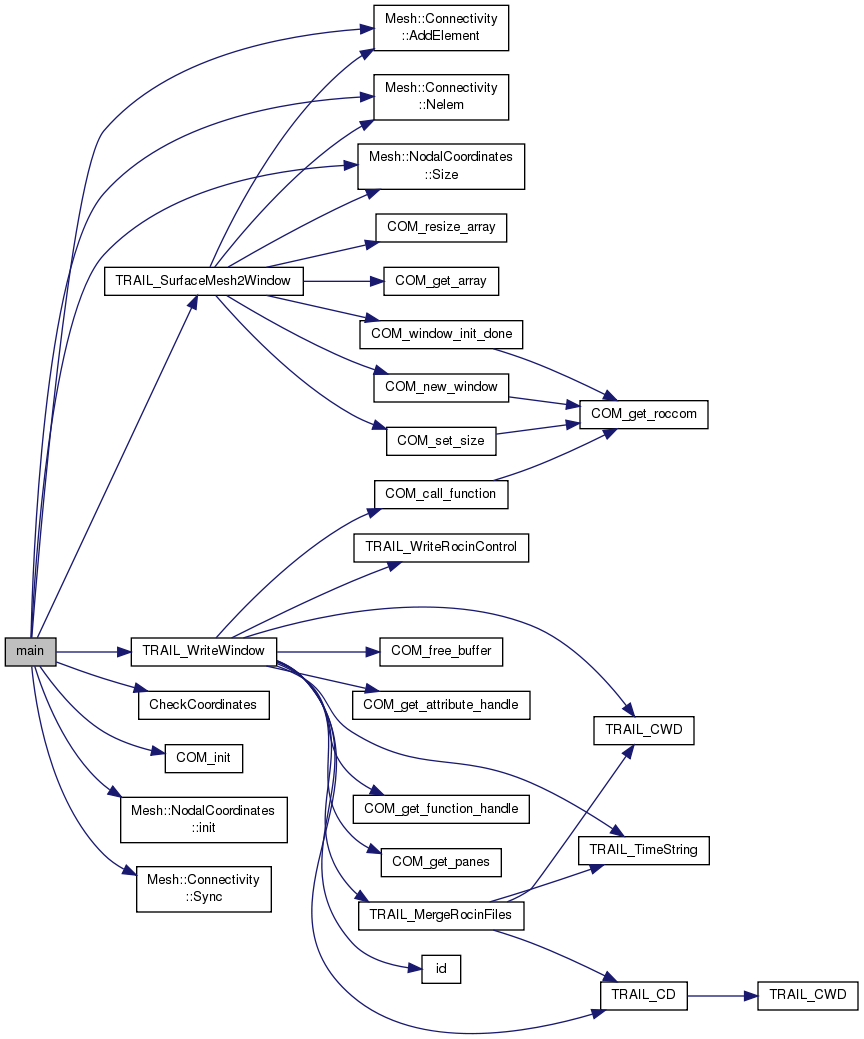 Mesh::Connectivity
::AddElement
Mesh::Connectivity
::Nelem
Mesh::NodalCoordinates
::Size
COM_resize_array
TRAIL_SurfaceMesh2Window
COM_get_array
COM_window_init_done
COM_new_window
COM_get_roccom
COM_set_size
COM_call_function
TRAIL_WriteRocinControl
main
TRAIL_WriteWindow
COM_free_buffer
CheckCoordinates
COM_get_attribute_handle
TRAIL_CWD
COM_init
Mesh::NodalCoordinates
::init
COM_get_function_handle
TRAIL_TimeString
COM_get_panes
Mesh::Connectivity
::Sync
TRAIL_MergeRocinFiles
id
TRAIL_CD
TRAIL_CWD